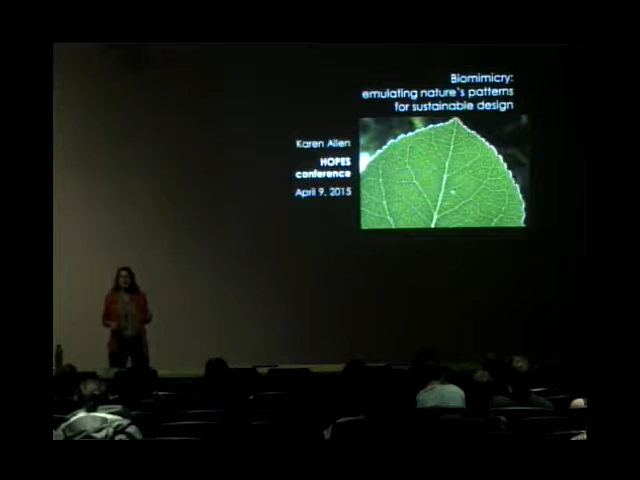 Biomimicry:
emulating nature's patterns
for sustainable design
Karen Allen
HOPES
conference
April 9, 2015